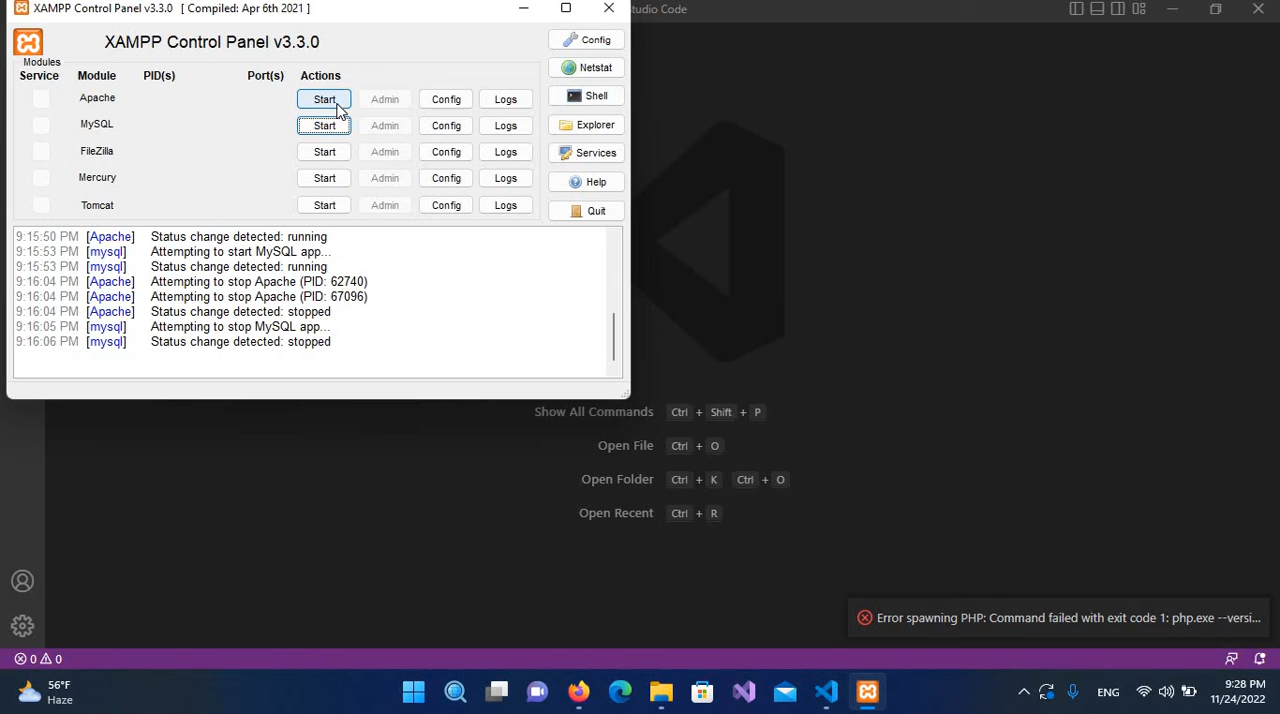 XAMPP Control Panel v3.3.0 [ Compiled: Apr 6th 2021 ]
studio Code
XAMPP Control Panel v3.3.0
Config
Modules
Service Module PID(s) Port(s) Actions
Netstat
Apache Start Admin Config Logs
Shell
MySQL Start Admin Config Logs
Explorer
FileZilla Start Admin Config Logs
Services
Mercury Start Admin Config Logs
Help
Tomcat Start Admin Config Logs
Quit
9:15:50 PM [Apache] Status change detected: running
9:15:53 PM [mysql] Attempting to start MySQL app...
9:15:53 PM [mysql] Status change detected: running
9:16:04 PM [Apache] Attempting to stop Apache (PID: 62740)
9:16:04 PM [Apache] Attempting to stop Apache (PID: 67096)
9:16:04 PM [Apache] Status change detected: stopped
9:16:05 PM [mysql] Attempting to stop MySQL app...
9:16:06 PM [mysql] Status change detected: stopped
Show All Commands Ctrl + Shift + P
Open File Ctrl + O
Open Folder Ctrl + K Ctrl + O
Open Recent Ctrl + R
Error spawning PHP: Command failed with exit code 1: php.exe --versi...
0 0
56°F
Haze
ENG
9:28 PM
11/24/2022